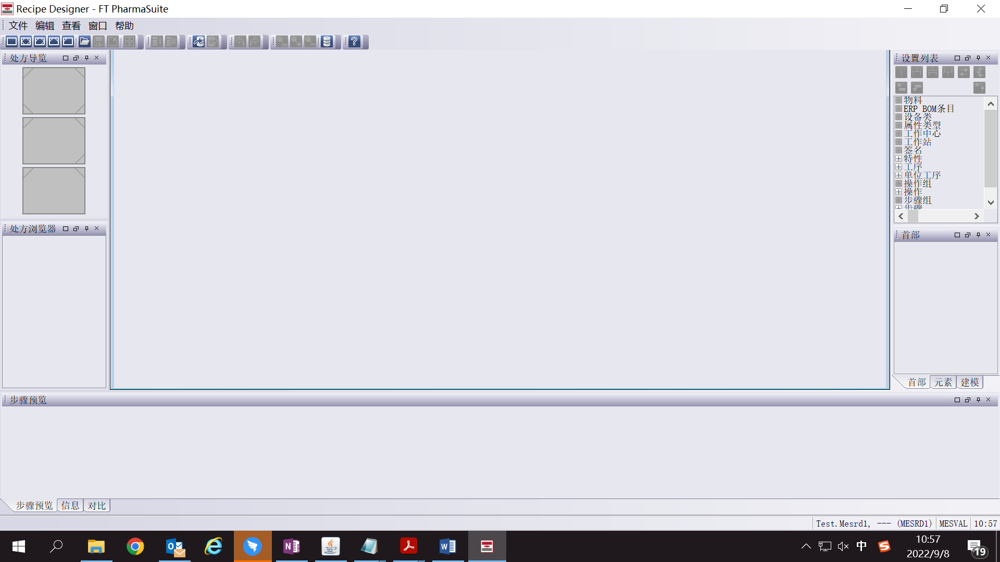 Recipe Designer - FT PharmaSuite
文件 编辑 查看 窗口 帮助
处方导览
处方浏览器
设置列表
物料
ERP BOM条目
设备类
属性类型
工作中心
工作站
签名
特性
工序
单位工序
操作组
操作
步骤组
步骤
首部
首部 元素 建模
步骤预览
步骤预览 信息 对比
Test.Mesrd1, --- (MESRD1) MESVAL 10:57
中
10:57
2022/9/8
19